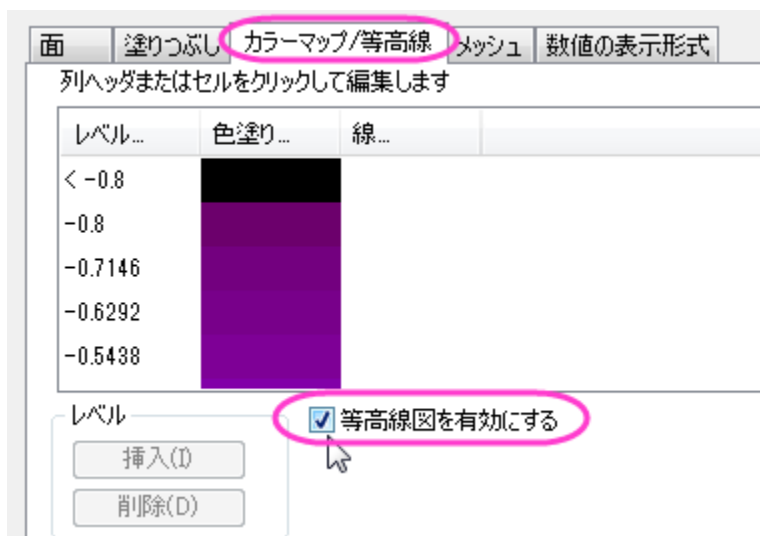 面 塗りつぶし カラーマップ/等高線 メッシュ 数値の表示形式
列ヘッダまたはセルをクリックして編集します
レベル... 色塗り... 線...
< -0.8
-0.8
-0.7146
-0.6292
-0.5438
レベル
等高線図を有効にする
挿入(I)
削除(D)